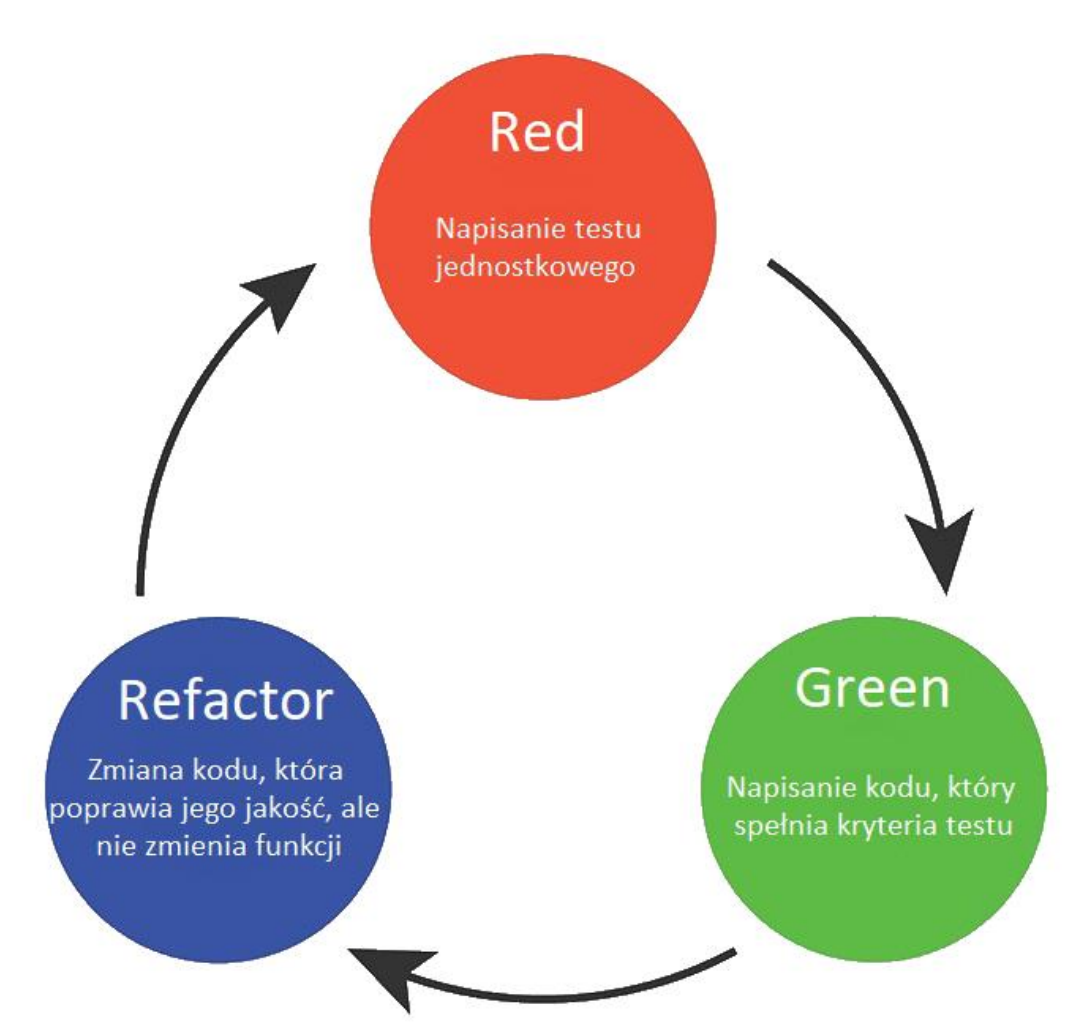 Red
Napisanie testu
jednostkowego
Green
Napisanie kodu, który
spełnia kryteria testu
Refactor
Zmiana kodu, która
poprawia jego jakość, ale
nie zmienia funkcji